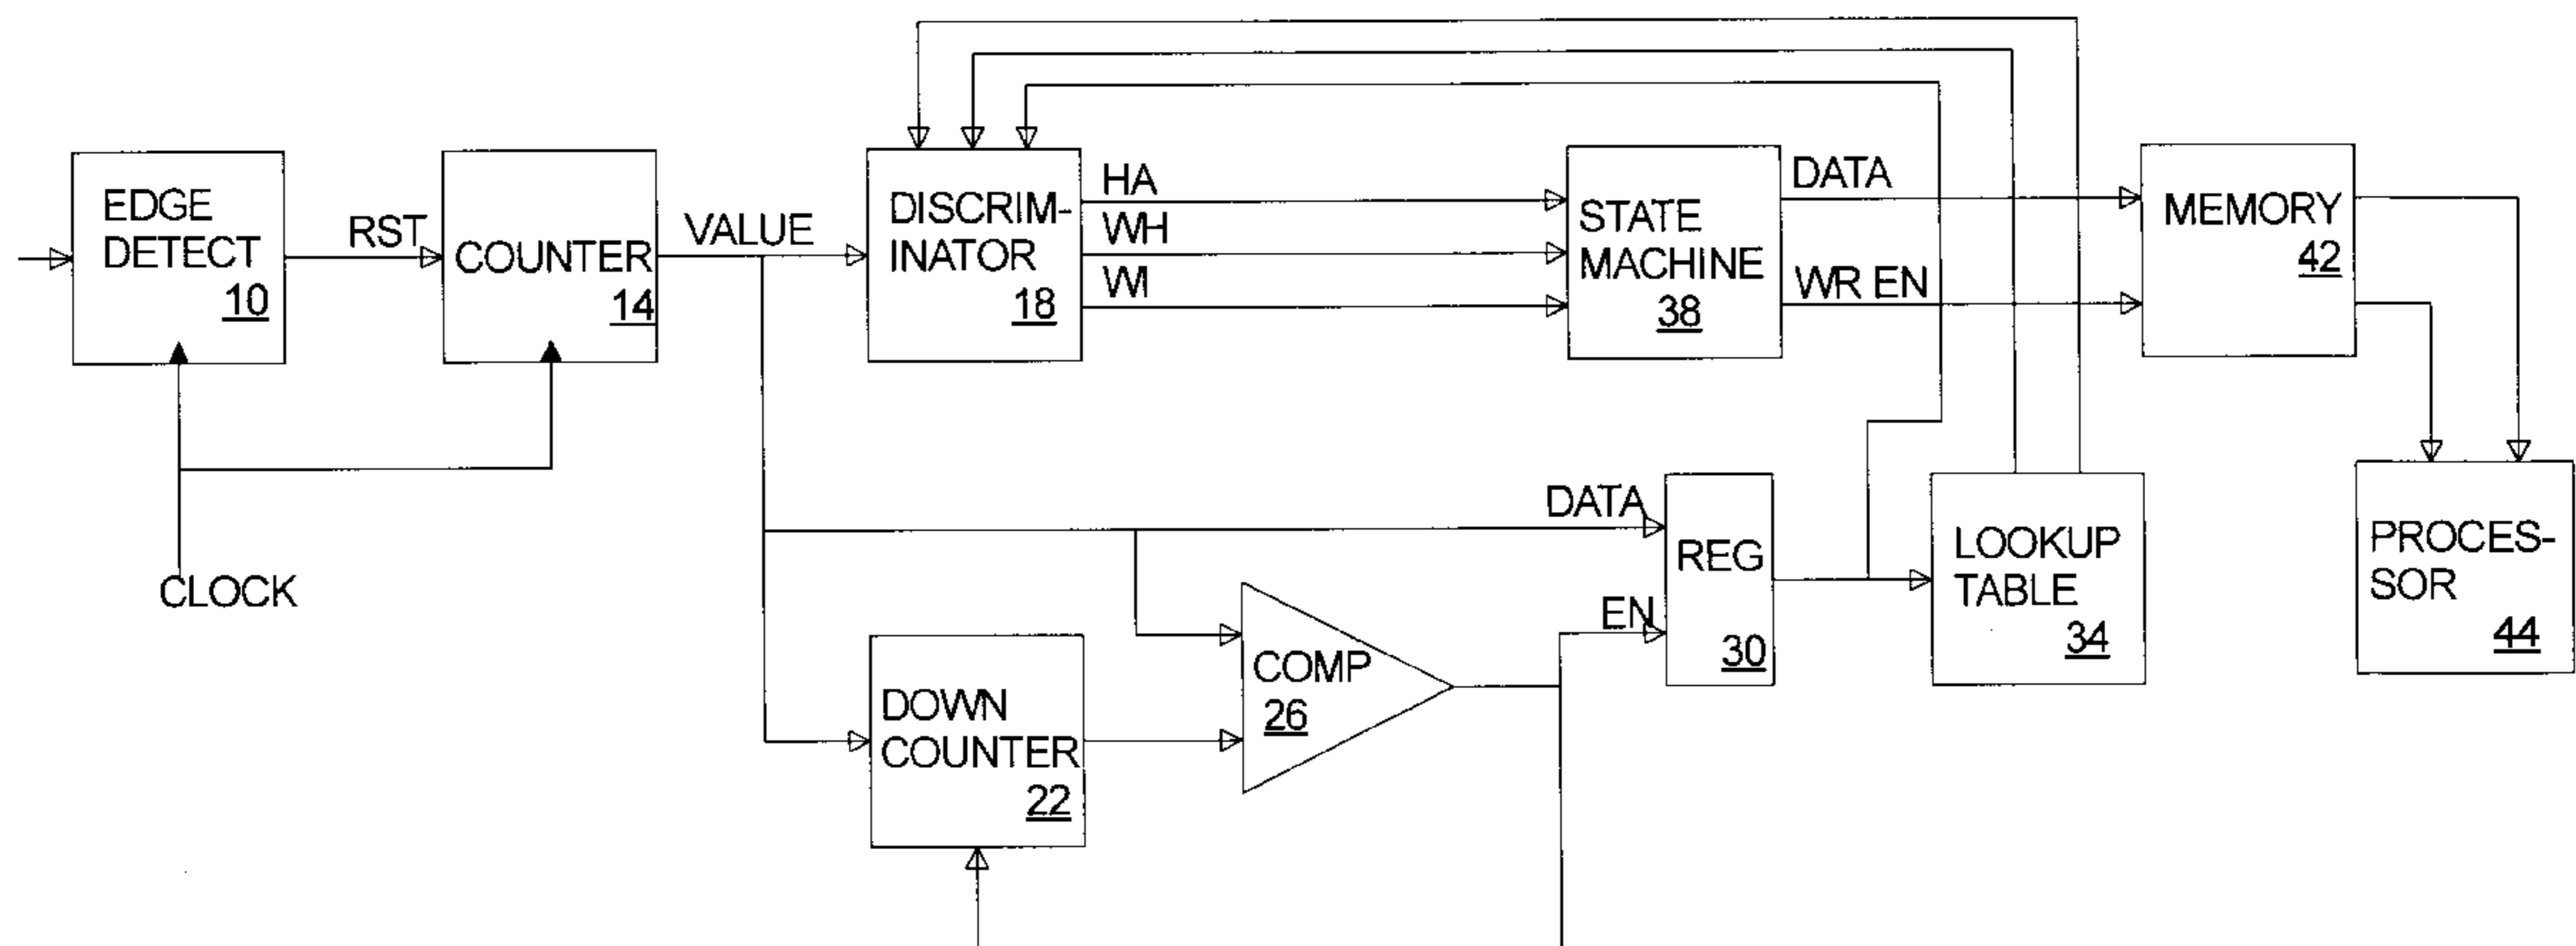 EDGE
DETECT
10
RST
COUNTER
14
CLOCK
VALUE
DISCRIM-
INATOR
18
HA
WH
WI
STATE
MACHINE
38
DATA
WR EN
MEMORY
42
DATA
EN
REG
30
LOOKUP
TABLE
34
PROCES-
SOR
44
DOWN
COUNTER
22
COMP
26